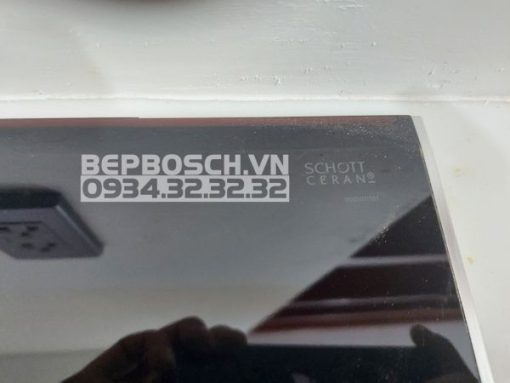 BEPBOSCH.VN
0934.32.32.32
SCHOTT
CERAN®